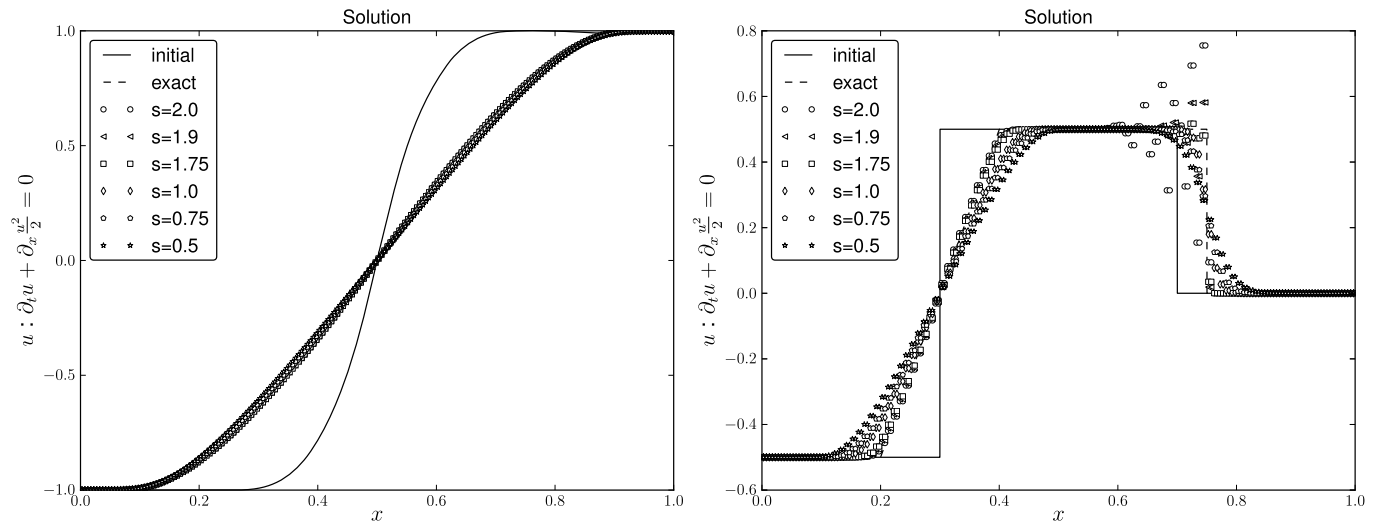 Solution
1.0
0.5
0.0
−0.5
−1.0
u : ∂ₜu + ∂ₓ u²/2 = 0
initial
exact
s=2.0
s=1.9
s=1.75
s=1.0
s=0.75
s=0.5
0.0 0.2 0.4 0.6 0.8 1.0
x
Solution
0.8
0.6
0.4
0.2
0.0
−0.2
−0.4
−0.6
u : ∂ₜu + ∂ₓ u²/2 = 0
initial
exact
s=2.0
s=1.9
s=1.75
s=1.0
s=0.75
s=0.5
0.0 0.2 0.4 0.6 0.8 1.0
x